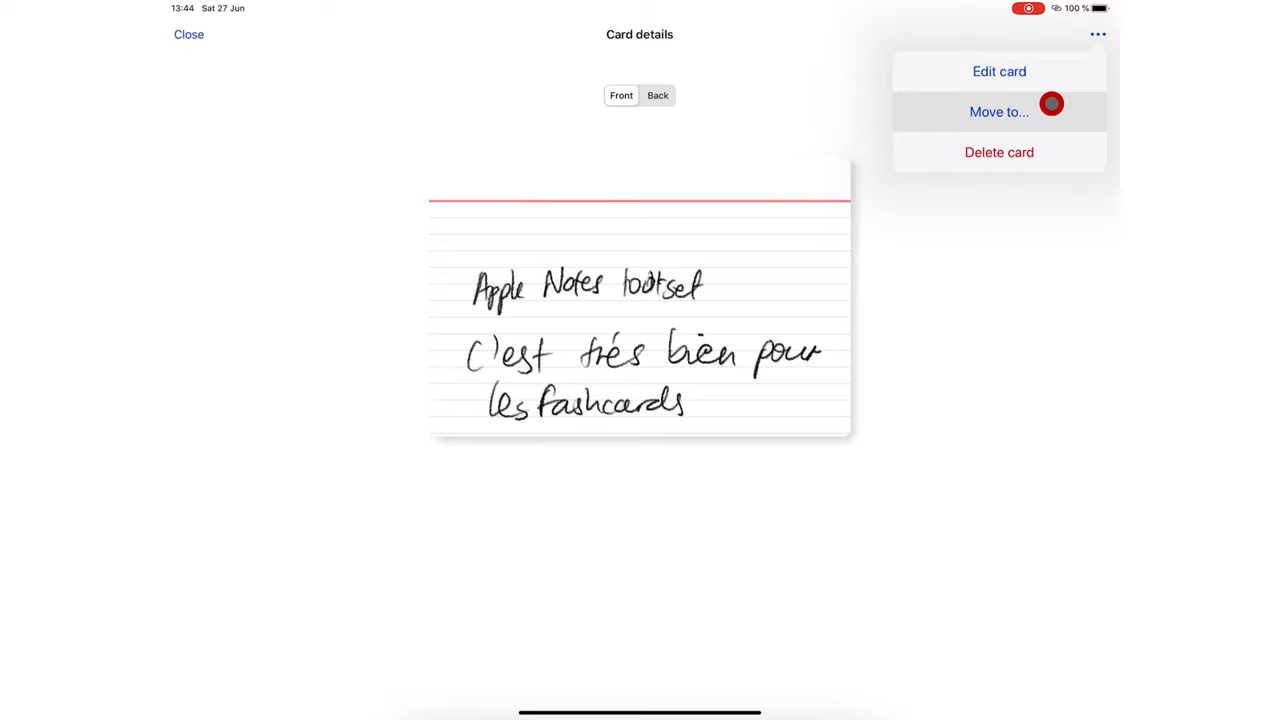 13:44 Sat 27 Jun 100 %
Close Card details
Edit card
Front Back
Move to...
Delete card
Apple Notes toolset
C'est trés bien pour
les fashcards